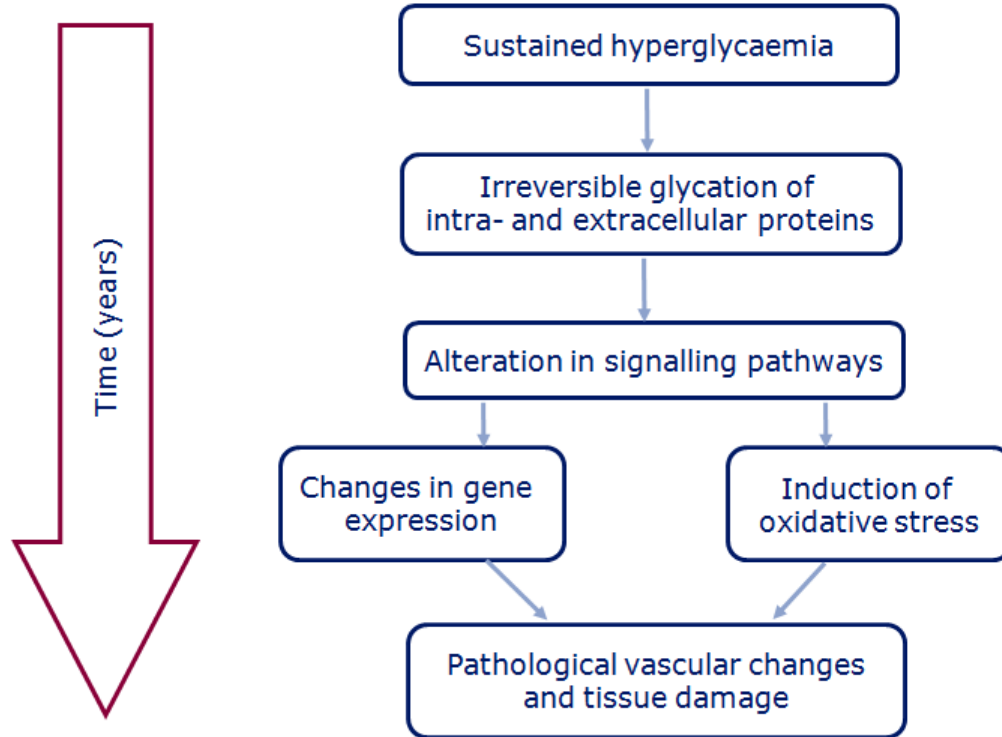 Sustained hyperglycaemia
Irreversible glycation of
intra- and extracellular proteins
Time (years)
Alteration in signalling pathways
Changes in gene
expression
Induction of
oxidative stress
Pathological vascular changes
and tissue damage